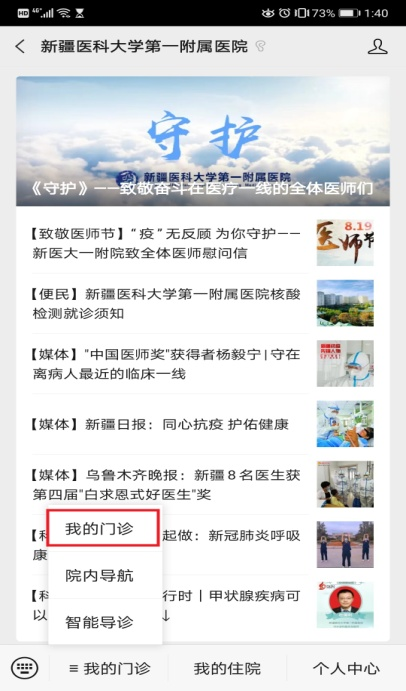 HD 4G 73% 1:40
新疆医科大学第一附属医院
守护
新疆医科大学第一附属医院
《守护》——致敬奋斗在医疗一线的全体医师们
【致敬医师节】“疫”无反顾 为你守护——
新医大一附院致全体医师慰问信
8.19
医师节
【便民】新疆医科大学第一附属医院核酸
检测就诊须知
【媒体】"中国医师奖"获得者杨毅宁|守在
离病人最近的临床一线
【媒体】新疆日报：同心抗疫 护佑健康
【媒体】乌鲁木齐晚报：新疆８名医生获
第四届"白求恩式好医生"奖
起做：新冠肺炎呼吸
康
行时丨甲状腺疾病可
以
↓
我的门诊
院内导航
智能导诊
≡ 我的门诊
我的住院
个人中心